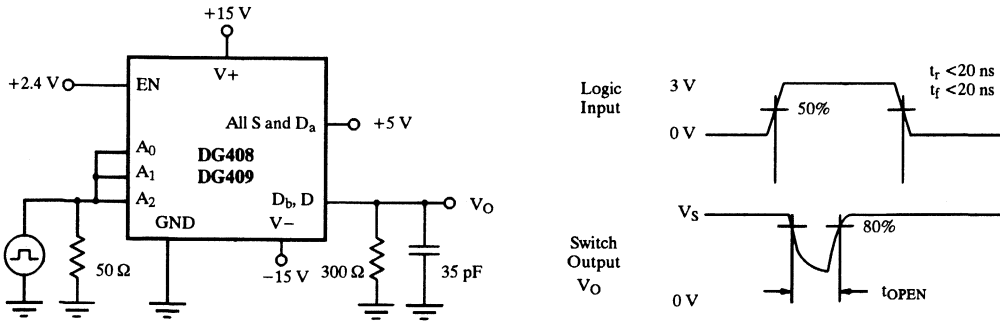 +15 V
V+
+2.4 V
EN
All S and Da
+5 V
A0
A1
A2
DG408
DG409
Db, D
VO
GND
V−
50 Ω
−15 V
300 Ω
35 pF
Logic
Input
3 V
0 V
50%
tr <20 ns
tf <20 ns
VS
80%
Switch
Output
VO
0 V
tOPEN